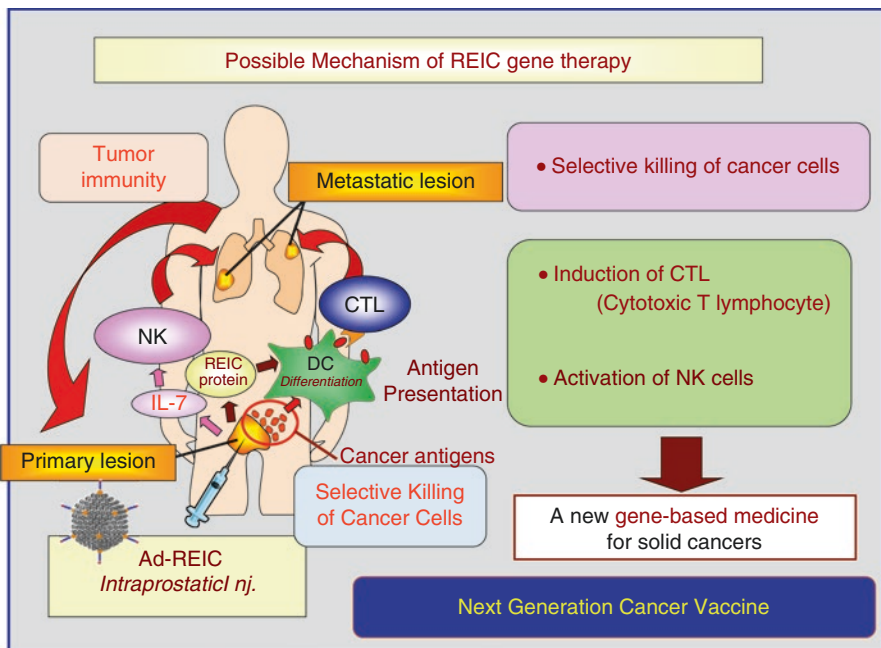 Possible Mechanism of REIC gene therapy
Tumor
immunity
Metastatic lesion
• Selective killing of cancer cells
NK
CTL
• Induction of CTL
(Cytotoxic T lymphocyte)
REIC
protein
DC
Differentiation
Antigen
Presentation
• Activation of NK cells
IL-7
Primary lesion
Cancer antigens
Selective Killing
of Cancer Cells
A new gene-based medicine
for solid cancers
Ad-REIC
IntraprostaticI nj.
Next Generation Cancer Vaccine